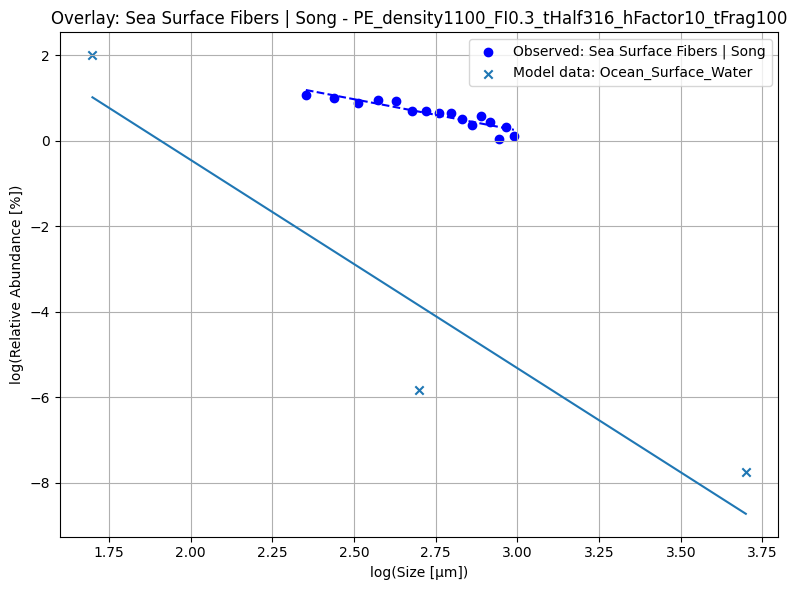 Overlay: Sea Surface Fibers | Song - PE_density1100_FI0.3_tHalf316_hFactor10_tFrag100
Observed: Sea Surface Fibers | Song
Model data: Ocean_Surface_Water
log(Relative Abundance [%])
2
0
−2
−4
−6
−8
1.75 2.00 2.25 2.50 2.75 3.00 3.25 3.50 3.75
log(Size [µm])